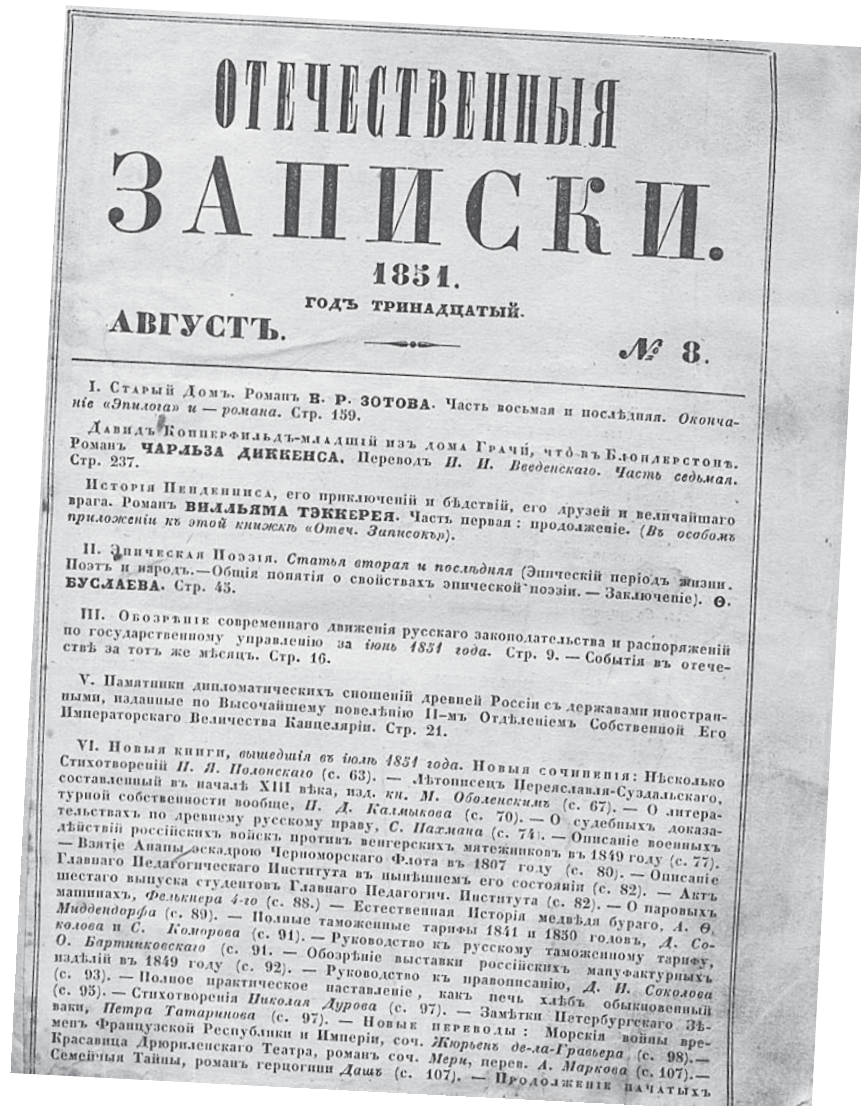 ОТЕЧЕСТВЕННЫЯ
ЗАПИСКИ.
1851.
ГОДЪ ТРИНАДЦАТЫЙ.
АВГУСТЪ.
№ 8.
I. Старый Домъ. Романъ В. Р. ЗОТОВА. Часть восьмая и послѣдняя. Оконча-
ніе «Эпилога» и — романа. Стр. 159.
Давидъ Копперфильдъ-младшій изъ дома Грачи, что въ Блондерстонѣ.
Романъ ЧАРЛЬЗА ДИККЕНСА. Переводъ И. И. Введенскаго. Часть седьмая.
Стр. 237.
Исторія Пенденниса, его приключеній и бѣдствій, его друзей и величайшаго
врага. Романъ ВИЛЛЬЯМА ТЭККЕРЕЯ. Часть первая: продолженіе. (Въ особомъ
приложеніи къ этой книжкѣ «Отеч. Записокъ»).
II. Эпическая Поэзія. Статья вторая и послѣдняя (Эпическій періодъ жизни.
Поэтъ и народъ.—Общія понятія о свойствахъ эпической поэзіи. — Заключеніе). Ѳ.
БУСЛАЕВА. Стр. 45.
III. Обозрѣніе современнаго движенія русскаго законодательства и распоряженій
по государственному управленію за іюнь 1851 года. Стр. 9. — Событія въ отече-
ствѣ за тотъ же мѣсяцъ. Стр. 16.
V. Памятники дипломатическихъ сношеній древней Россіи съ державами иностран-
ными, изданные по Высочайшему повелѣнію II-мъ Отдѣленіемъ Собственной Его
Императорскаго Величества Канцеляріи. Стр. 21.
VI. Новыя книги, вышедшія въ іюлѣ 1851 года. Новыя сочиненія: Нѣсколько
Стихотвореній Я. П. Полонскаго (с. 63). — Лѣтописецъ Переяславля-Суздальскаго,
составленный въ началѣ XIII вѣка, изд. кн. М. Оболенскимъ (с. 67). — О литера-
турной собственности вообще, П. Д. Калмыкова (с. 70). — О судебныхъ доказа-
тельствахъ по древнему русскому праву, С. Пахмана (с. 74). — Описаніе военныхъ
дѣйствій россійскихъ войскъ противъ венгерскихъ мятежниковъ въ 1849 году (с. 77).
— Взятіе Анапы эскадрою Черноморскаго Флота въ 1807 году (с. 80). — Описаніе
Главнаго Педагогическаго Института въ нынѣшнемъ его состояніи (с. 82). — Актъ
шестаго выпуска студентовъ Главнаго Педагогич. Института (с. 82). — О паровыхъ
машинахъ, Фелькнера 4-го (с. 88.) — Естественная Исторія медвѣдя бураго, А. Ѳ.
Миддендорфа (с. 89). — Полные таможенные тарифы 1841 и 1850 годовъ, Д. Со-
колова и С. Комарова (с. 91). — Руководство къ русскому таможенному тарифу,
О. Бартинковскаго (с. 91. — Обозрѣніе выставки россійскихъ мануфактурныхъ
издѣлій въ 1849 году (с. 92). — Руководство къ правописанію, Д. И. Соколова
(с. 93). — Полное практическое наставленіе, какъ печь хлѣбъ обыкновенный
(с. 95). — Стихотворенія Николая Дурова (с. 97). — Замѣтки Петербургскаго Зѣ-
ваки, Петра Татаринова (с. 97). — Новые переводы: Морскія войны вре-
менъ Французской Республики и Имперіи, соч. Жюрьенъ де-ла-Гравьера (с. 98).—
Красавица Дрюриленскаго Театра, романъ соч. Мери, перев. А. Маркова (с. 107).—
Семейныя Тайны, романъ герцогини Дашъ (с. 107). — Продолженіе начатыхъ